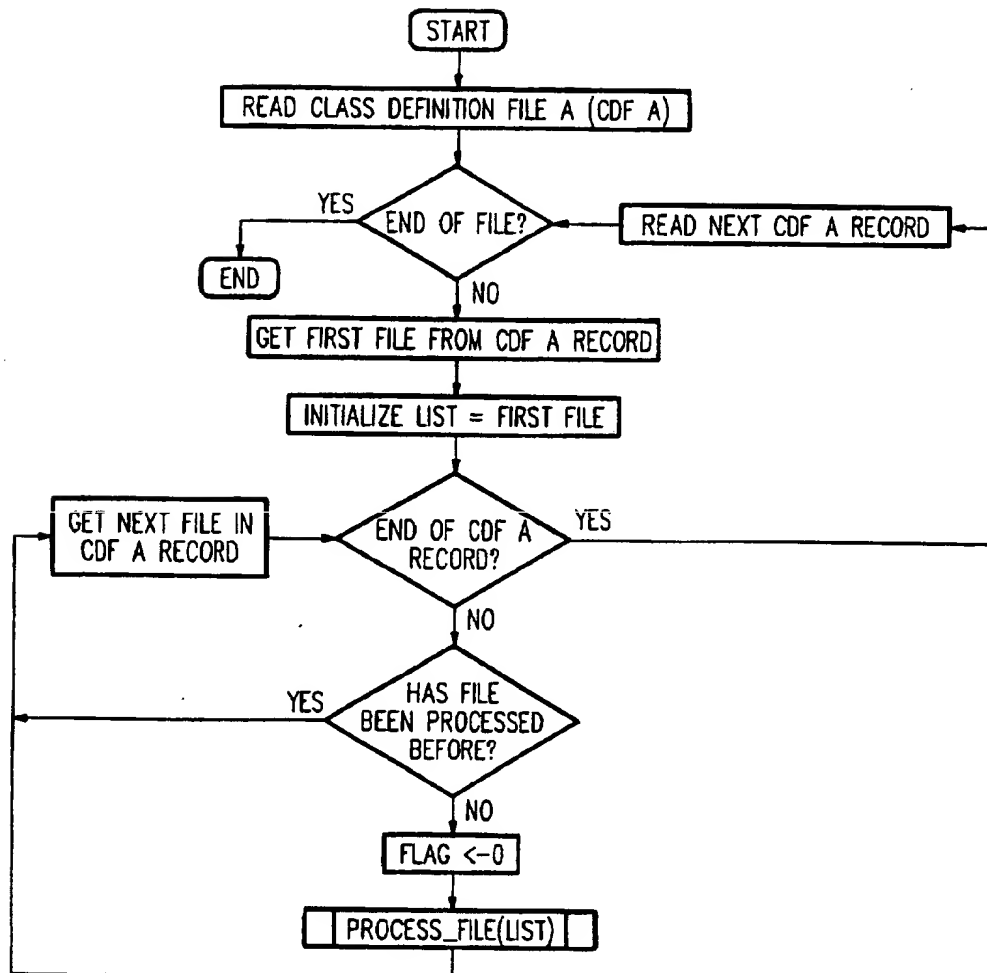 START
READ CLASS DEFINITION FILE A (CDF A)
YES
END OF FILE?
READ NEXT CDF A RECORD
END
NO
GET FIRST FILE FROM CDF A RECORD
INITIALIZE LIST = FIRST FILE
GET NEXT FILE IN
CDF A RECORD
END OF CDF A
RECORD?
YES
NO
YES
HAS FILE
BEEN PROCESSED
BEFORE?
NO
FLAG <-0
PROCESS_FILE(LIST)